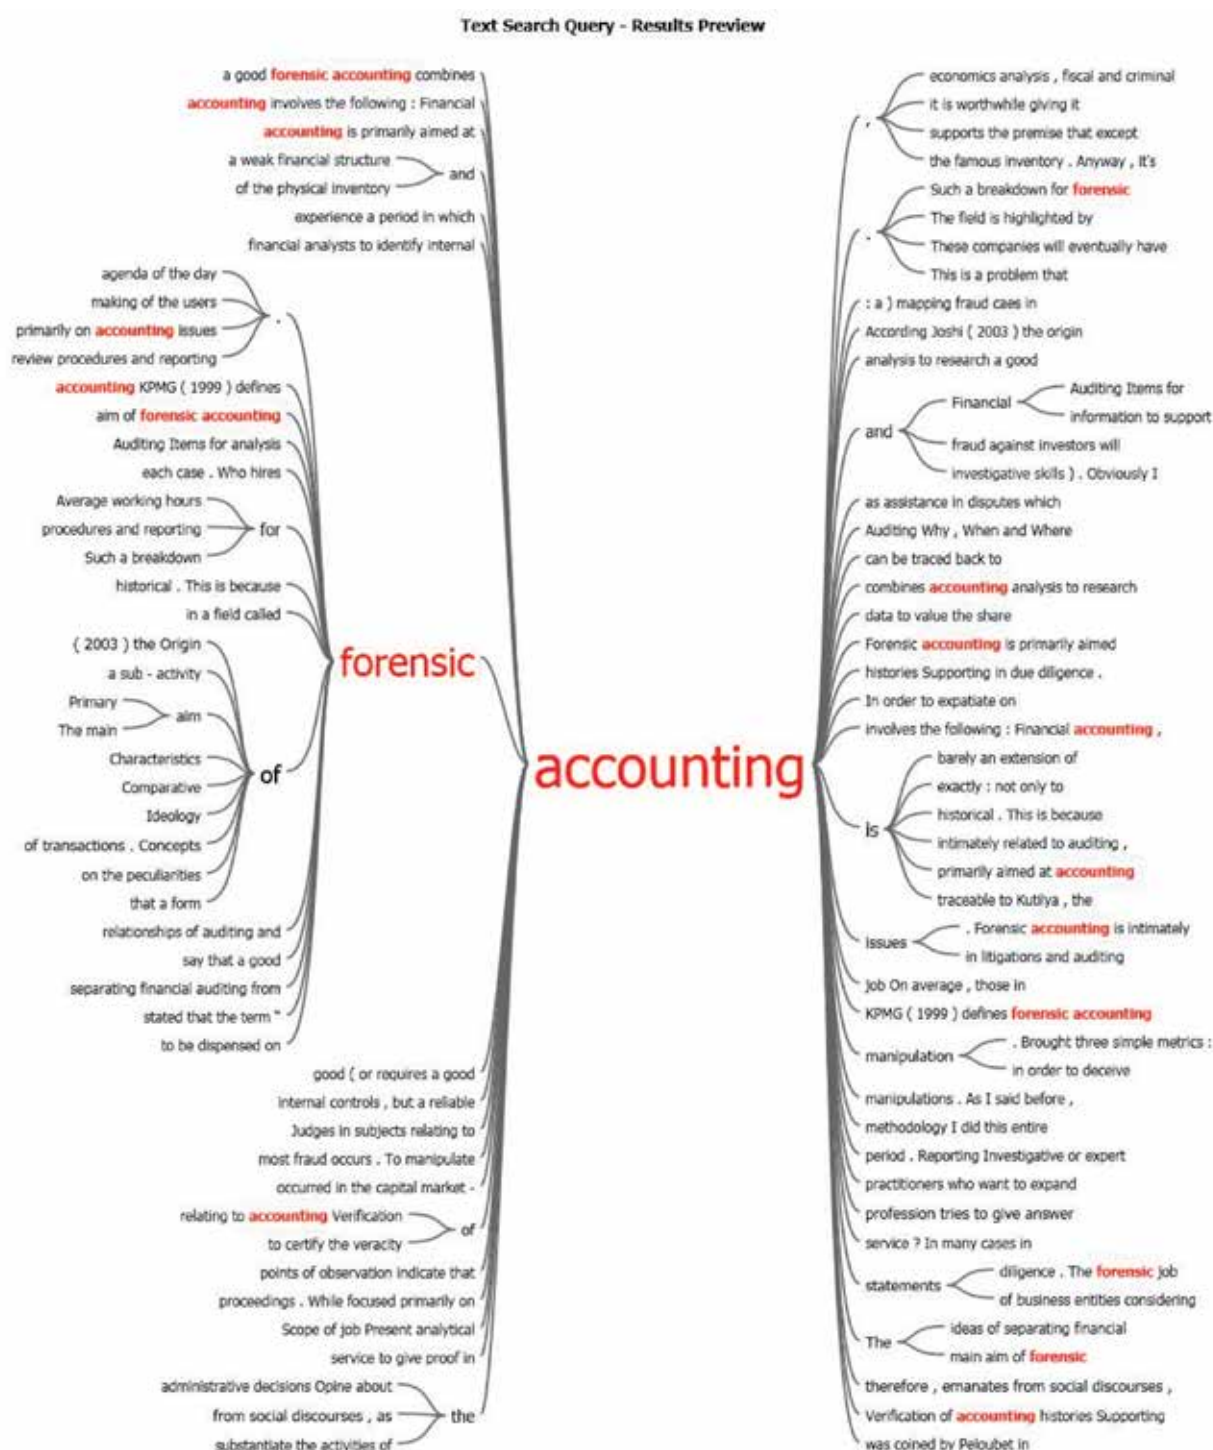 Text Search Query - Results Preview
a good forensic accounting combines
accounting involves the following : Financial
accounting is primarily aimed at
a weak financial structure
of the physical inventory
and
experience a period in which
financial analysts to identify internal
agenda of the day
making of the users
primarily on accounting issues
review procedures and reporting
.
accounting KPMG ( 1999 ) defines
aim of forensic accounting
Auditing Items for analysis
each case . Who hires
Average working hours
procedures and reporting
Such a breakdown
for
historical . This is because
in a field called
forensic
( 2003 ) the Origin
a sub - activity
Primary
The main
aim
Characteristics
Comparative
Ideology
of transactions . Concepts
on the peculiarities
that a form
of
relationships of auditing and
say that a good
separating financial auditing from
stated that the term "
to be dispensed on
good ( or requires a good
internal controls , but a reliable
Judges in subjects relating to
most fraud occurs . To manipulate
occurred in the capital market -
relating to accounting Verification
to certify the veracity
of
points of observation indicate that
proceedings . While focused primarily on
Scope of job Present analytical
service to give proof in
administrative decisions Opine about
from social discourses , as
substantiate the activities of
the
accounting
,
economics analysis , fiscal and criminal
it is worthwhile giving it
supports the premise that except
the famous inventory . Anyway , it's
.
Such a breakdown for forensic
The field is highlighted by
These companies will eventually have
This is a problem that
: a ) mapping fraud caes in
According Joshi ( 2003 ) the origin
analysis to research a good
and
Financial
Auditing Items for
information to support
fraud against investors will
investigative skills ) . Obviously I
as assistance in disputes which
Auditing Why , When and Where
can be traced back to
combines accounting analysis to research
data to value the share
Forensic accounting is primarily aimed
histories Supporting in due diligence .
In order to expatiate on
involves the following : Financial accounting ,
is
barely an extension of
exactly : not only to
historical . This is because
intimately related to auditing ,
primarily aimed at accounting
traceable to Kutilya , the
issues
. Forensic accounting is intimately
in litigations and auditing
job On average , those in
KPMG ( 1999 ) defines forensic accounting
manipulation
. Brought three simple metrics :
in order to deceive
manipulations . As I said before ,
methodology I did this entire
period . Reporting Investigative or expert
practitioners who want to expand
profession tries to give answer
service ? In many cases in
statements
diligence . The forensic job
of business entities considering
The
ideas of separating financial
main aim of forensic
therefore , emanates from social discourses ,
Verification of accounting histories Supporting
was coined by Peloubet in